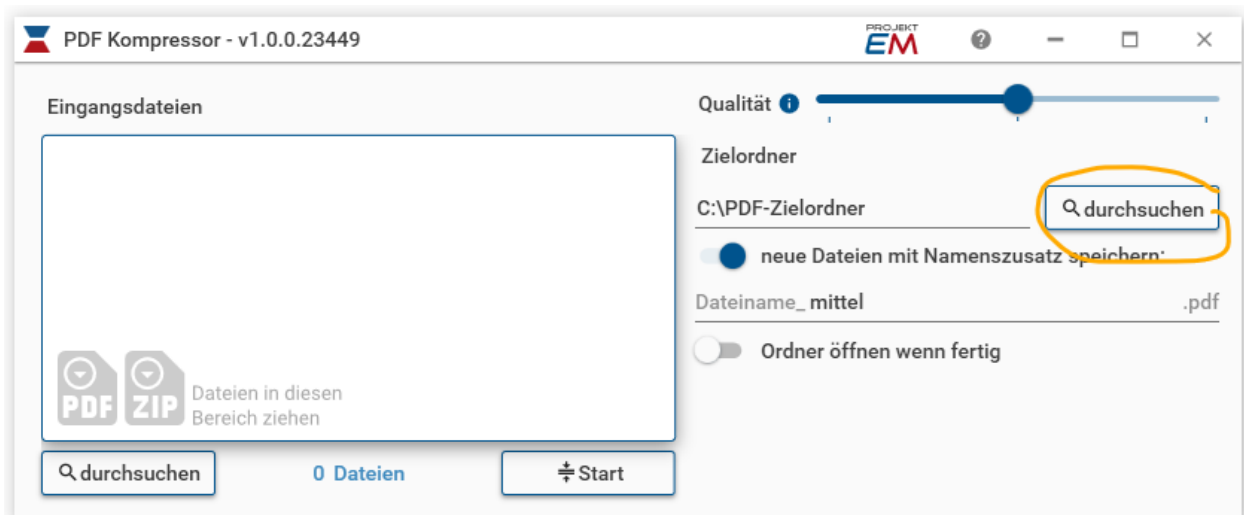 PDF Kompressor - v1.0.0.23449
PROJEKT
EM
Eingangsdateien
PDF ZIP
Dateien in diesen
Bereich ziehen
durchsuchen
0 Dateien
Start
Qualität
Zielordner
C:\PDF-Zielordner
durchsuchen
neue Dateien mit Namenszusatz speichern:
Dateiname_ mittel .pdf
Ordner öffnen wenn fertig